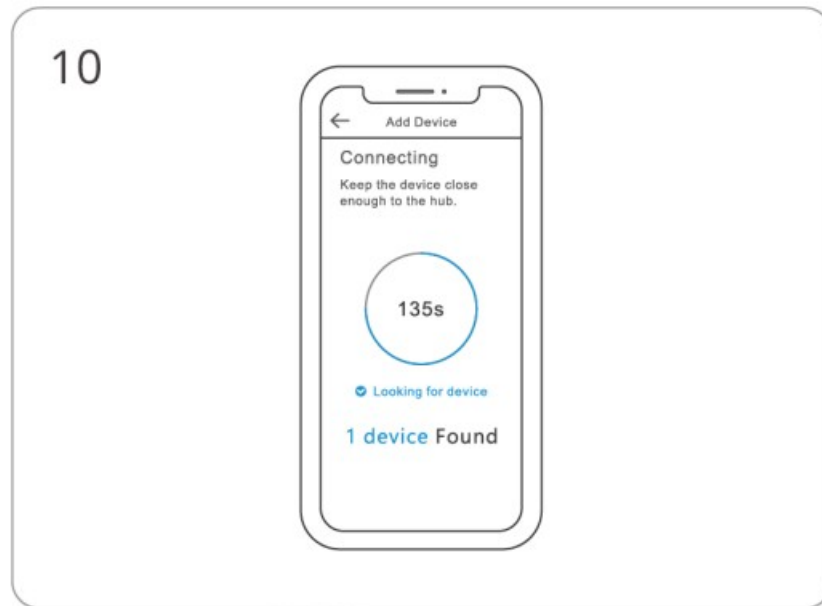 10
Add Device
Connecting
Keep the device close
enough to the hub.
135s
Looking for device
1 device Found